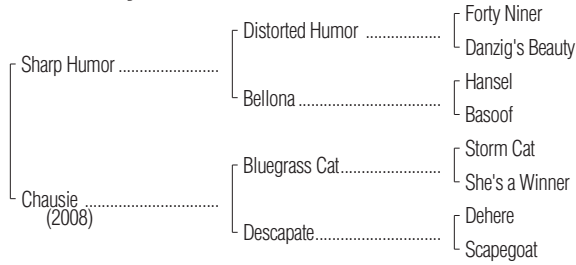 Forty Niner
Distorted Humor ..................
Danzig's Beauty
Sharp Humor ........................
Hansel
Bellona ..................................
Basoof
Storm Cat
Bluegrass Cat........................
She's a Winner
Chausie ................................
(2008)
Dehere
Descapate..............................
Scapegoat